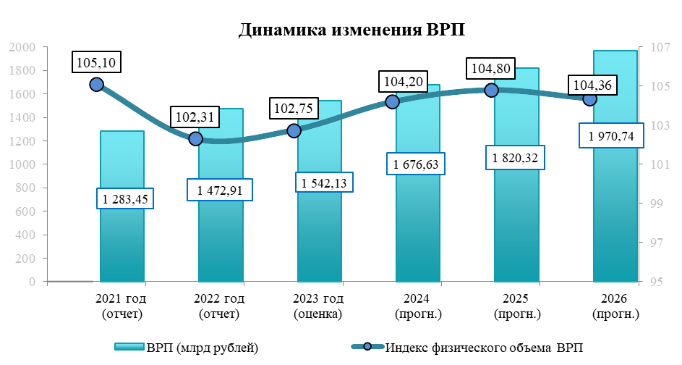 Динамика изменения ВРП
2000
1800
1600
1400
1200
1000
800
600
400
200
0
107
105
103
101
99
97
95
105,10
102,31
102,75
104,20
104,80
104,36
1 283,45
1 472,91
1 542,13
1 676,63
1 820,32
1 970,74
2021 год
(отчет)
2022 год
(отчет)
2023 год
(оценка)
2024
(прогн.)
2025
(прогн.)
2026
(прогн.)
ВРП (млрд рублей)
Индекс физического объема ВРП